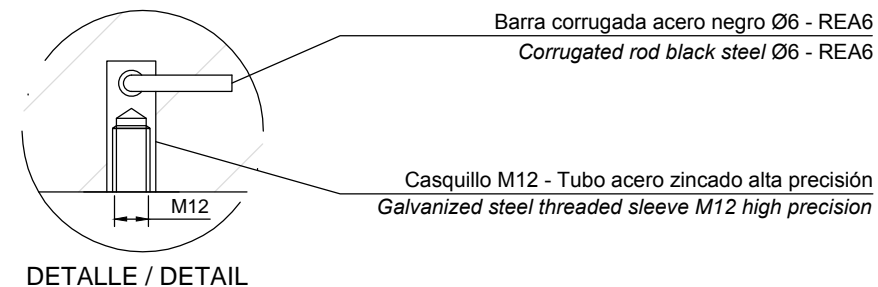 Barra corrugada acero negro Ø6 - REA6
Corrugated rod black steel Ø6 - REA6
Casquillo M12 - Tubo acero zincado alta precisión
Galvanized steel threaded sleeve M12 high precision
M12
DETALLE / DETAIL